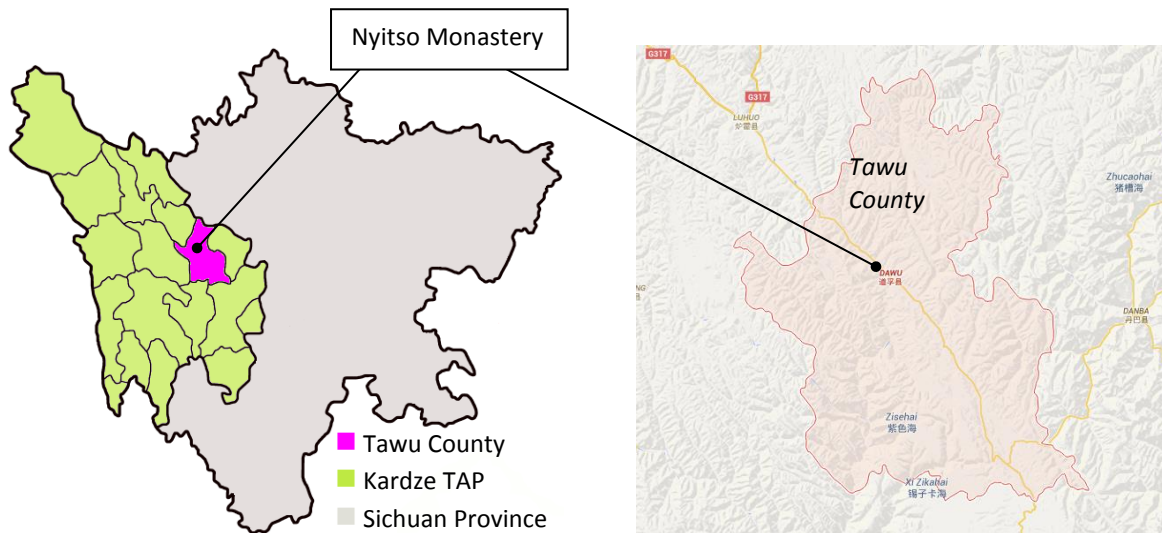 Nyitso Monastery
Tawu County
Kardze TAP
Sichuan Province
G317
G317
LUHUO
炉霍县
Tawu
County
Zhucaohai
猪槽海
DAWU
道孚县
NG
县
DANBA
丹巴县
Zisehai
紫色海
Xi Zikahai
锡子卡海